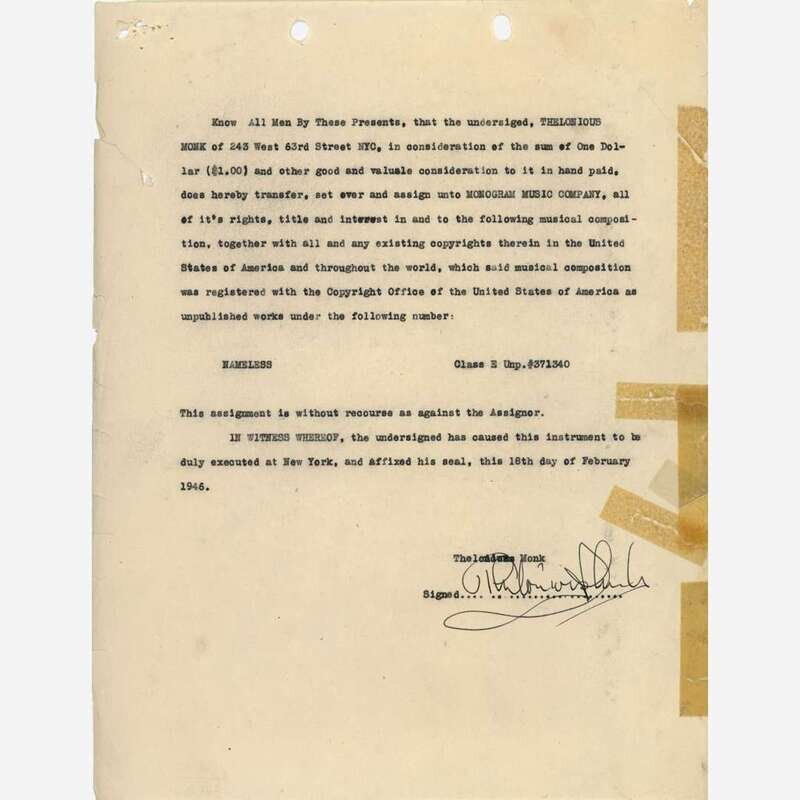 Know All Men By These Presents, that the undersiged, THELONIOUS
MONK of 243 West 63rd Street NYC, in consideration of the sum of One Dol-
lar ($1.00) and other good and valuale consideration to it in hand paid,
does hereby transfer, set over and assign unto MONOGRAM MUSIC COMPANY, all
of it's rights, title and interest in and to the following musical composi-
tion, together with all and any existing copyrights therein in the United
States of America and throughout the world, which said musical composition
was registered with the Copyright Office of the United States of America as
unpublished works under the following number:
NAMELESS Class E Unp.#371340
This assignment is without recourse as against the Assignor.
IN WITNESS WHEREOF, the undersigned has caused this instrument to be
duly executed at New York, and affixed his seal, this 18th day of February
1946.
Thelonious Monk
Signed.... .. .................. Thelonious Monk